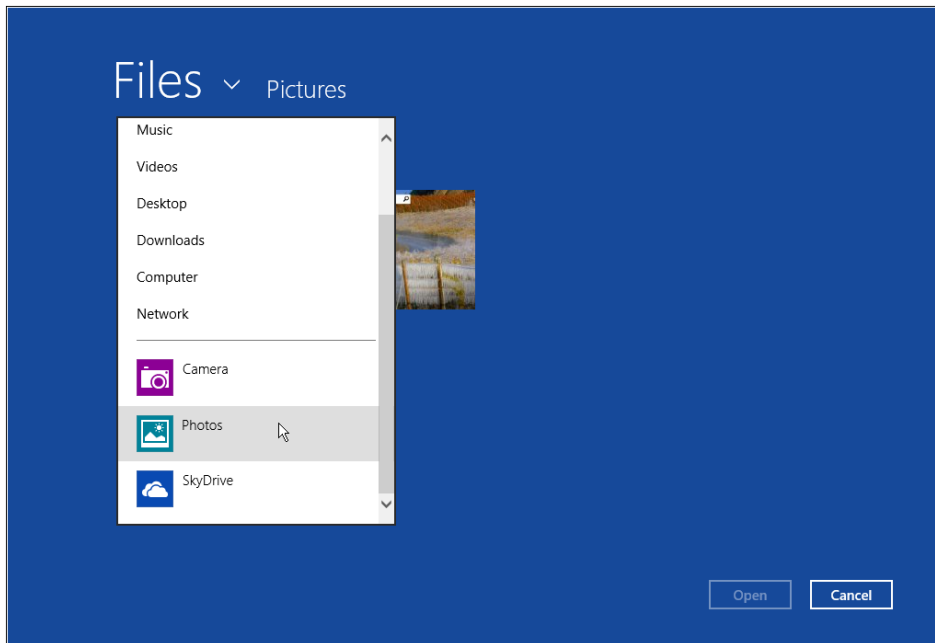 Files Pictures
Music
Videos
Desktop
Downloads
Computer
Network
Camera
Photos
SkyDrive
Open Cancel